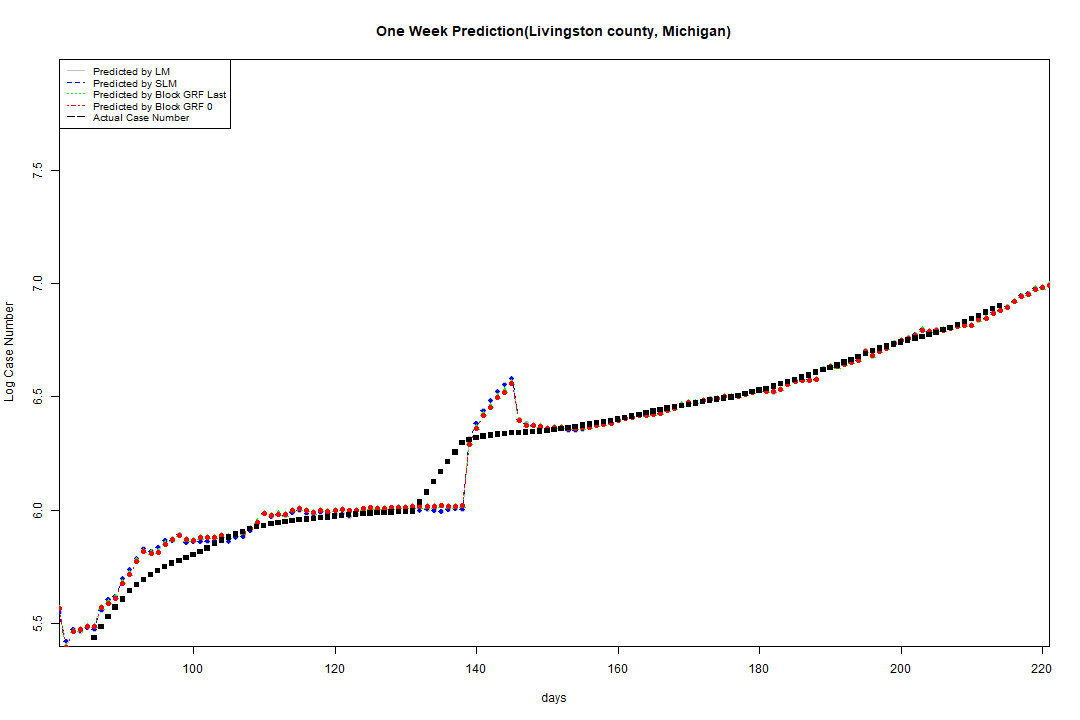 One Week Prediction(Livingston county, Michigan)
Predicted by LM
Predicted by SLM
Predicted by Block GRF Last
Predicted by Block GRF 0
Actual Case Number
7.5
7.0
6.5
6.0
5.5
Log Case Number
100 120 140 160 180 200 220
days